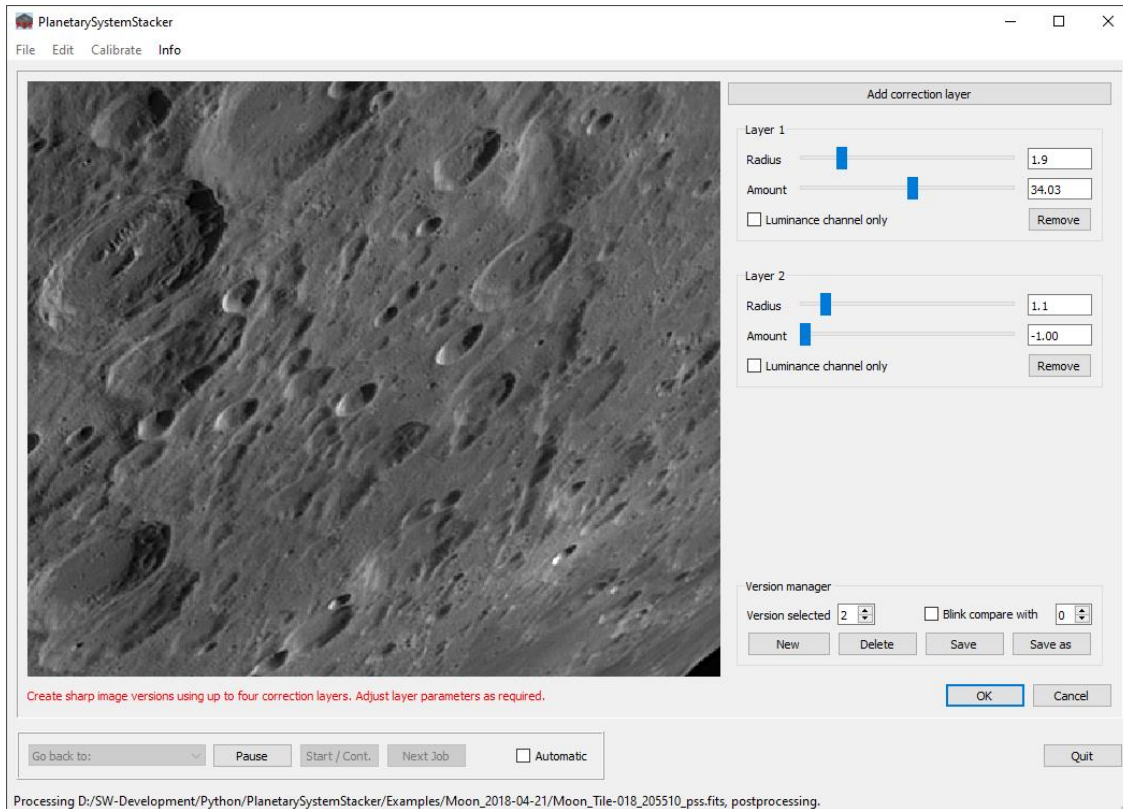 PlanetarySystemStacker
File Edit Calibrate Info
Add correction layer
Layer 1
Radius 1.9
Amount 34.03
Luminance channel only Remove
Layer 2
Radius 1.1
Amount -1.00
Luminance channel only Remove
Version manager
Version selected 2 Blink compare with 0
New Delete Save Save as
Create sharp image versions using up to four correction layers. Adjust layer parameters as required.
OK Cancel
Go back to: Pause Start / Cont. Next Job Automatic Quit
Processing D:/SW-Development/Python/PlanetarySystemStacker/Examples/Moon_2018-04-21/Moon_Tile-018_205510_pss.fits, postprocessing.